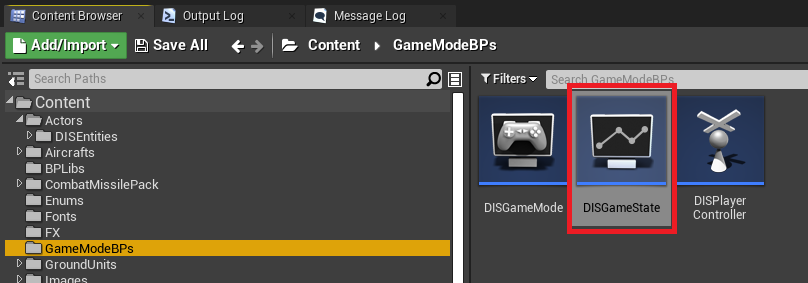 Content Browser
Output Log
Message Log
Add/Import
Save All
Content
GameModeBPs
Search Paths
Filters
Search GameModeBPs
Content
Actors
DISEntities
Aircrafts
BPLibs
CombatMissilePack
Enums
Fonts
FX
GameModeBPs
GroundUnits
Images
DISGameMode
DISGameState
DISPlayer
Controller